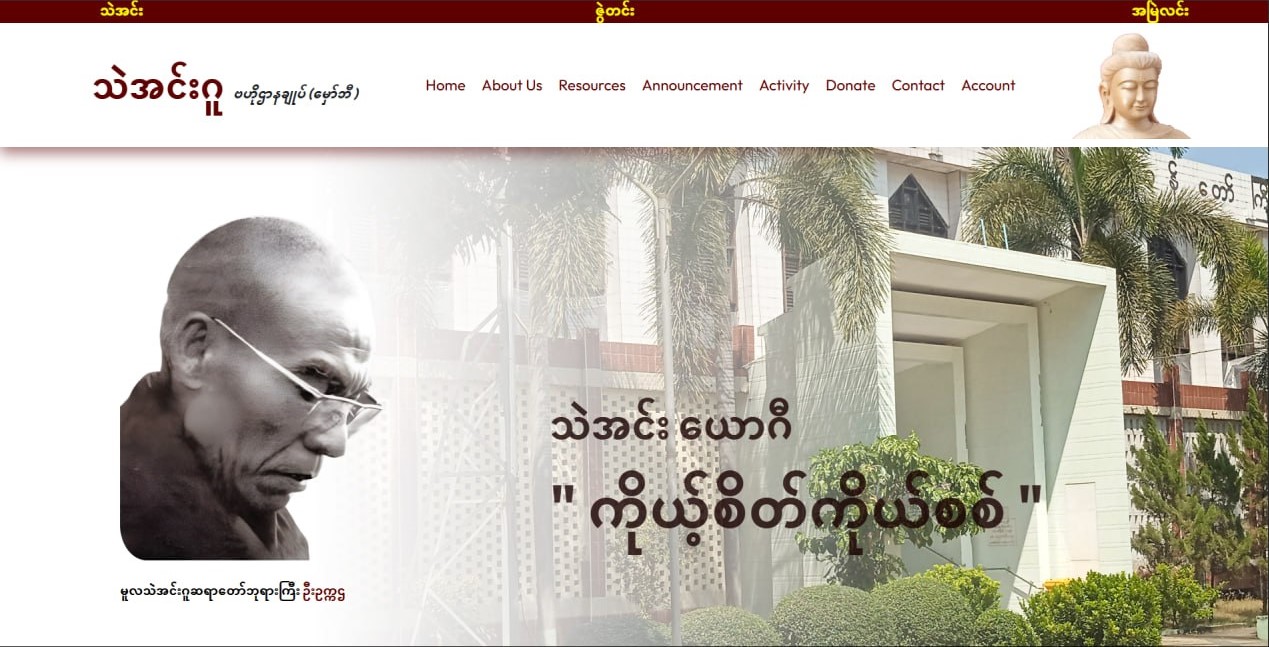 သဲအင်း ဇွဲတင်း အမြဲလင်း
သဲအင်းဂူ ဗဟိုဌာနချုပ် (မှော်ဘီ)
Home About Us Resources Announcement Activity Donate Contact Account
သဲအင်း ယောဂီ
" ကိုယ့်စိတ်ကိုယ်စစ် "
မူလသဲအင်းဂူဆရာတော်ဘုရားကြီး ဦးဥက္ကဋ္ဌ